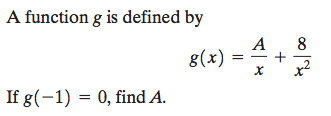 A function g is defined by
g(x) = A/x + 8/x²
If g(−1) = 0, find A.